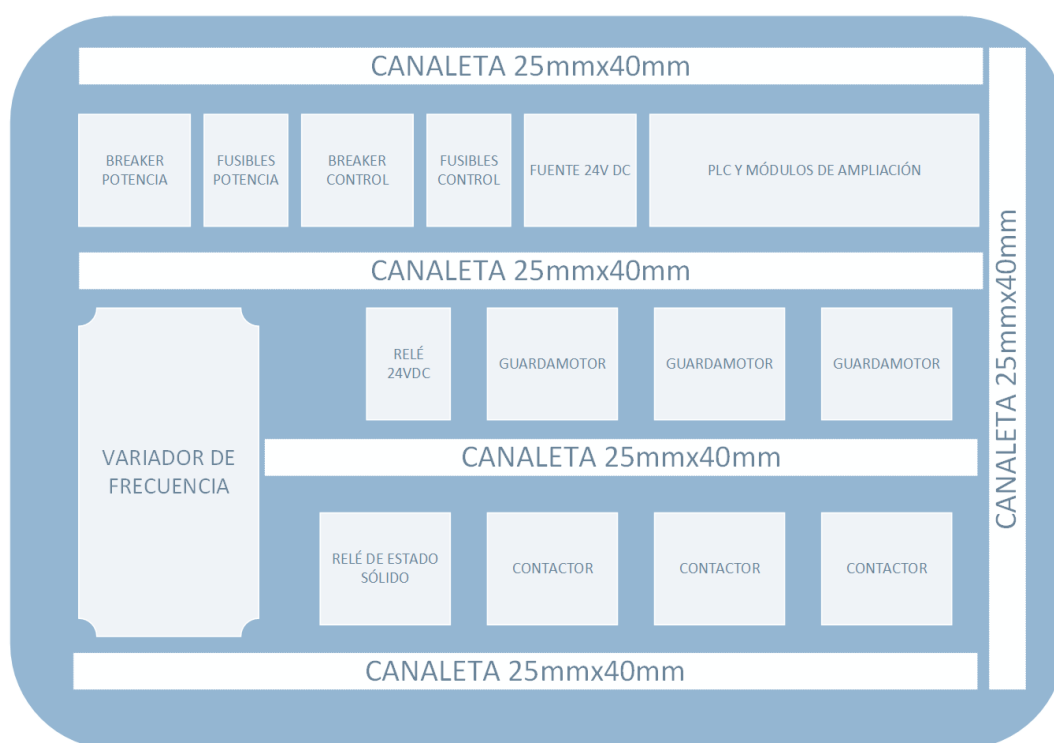 CANALETA 25mmx40mm
BREAKER
POTENCIA
FUSIBLES
POTENCIA
BREAKER
CONTROL
FUSIBLES
CONTROL
FUENTE 24V DC
PLC Y MÓDULOS DE AMPLIACIÓN
CANALETA 25mmx40mm
CANALETA 25mmx40mm
VARIADOR DE
FRECUENCIA
RELÉ
24VDC
GUARDAMOTOR
GUARDAMOTOR
GUARDAMOTOR
CANALETA 25mmx40mm
RELÉ DE ESTADO
SÓLIDO
CONTACTOR
CONTACTOR
CONTACTOR
CANALETA 25mmx40mm